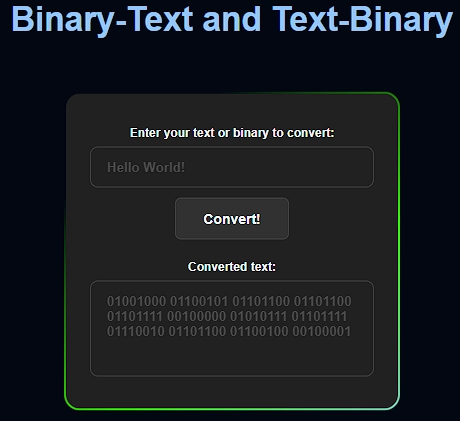 Binary-Text and Text-Binary
Enter your text or binary to convert:
Hello World!
Convert!
Converted text:
01001000 01100101 01101100 01101100
01101111 00100000 01010111 01101111
01110010 01101100 01100100 00100001